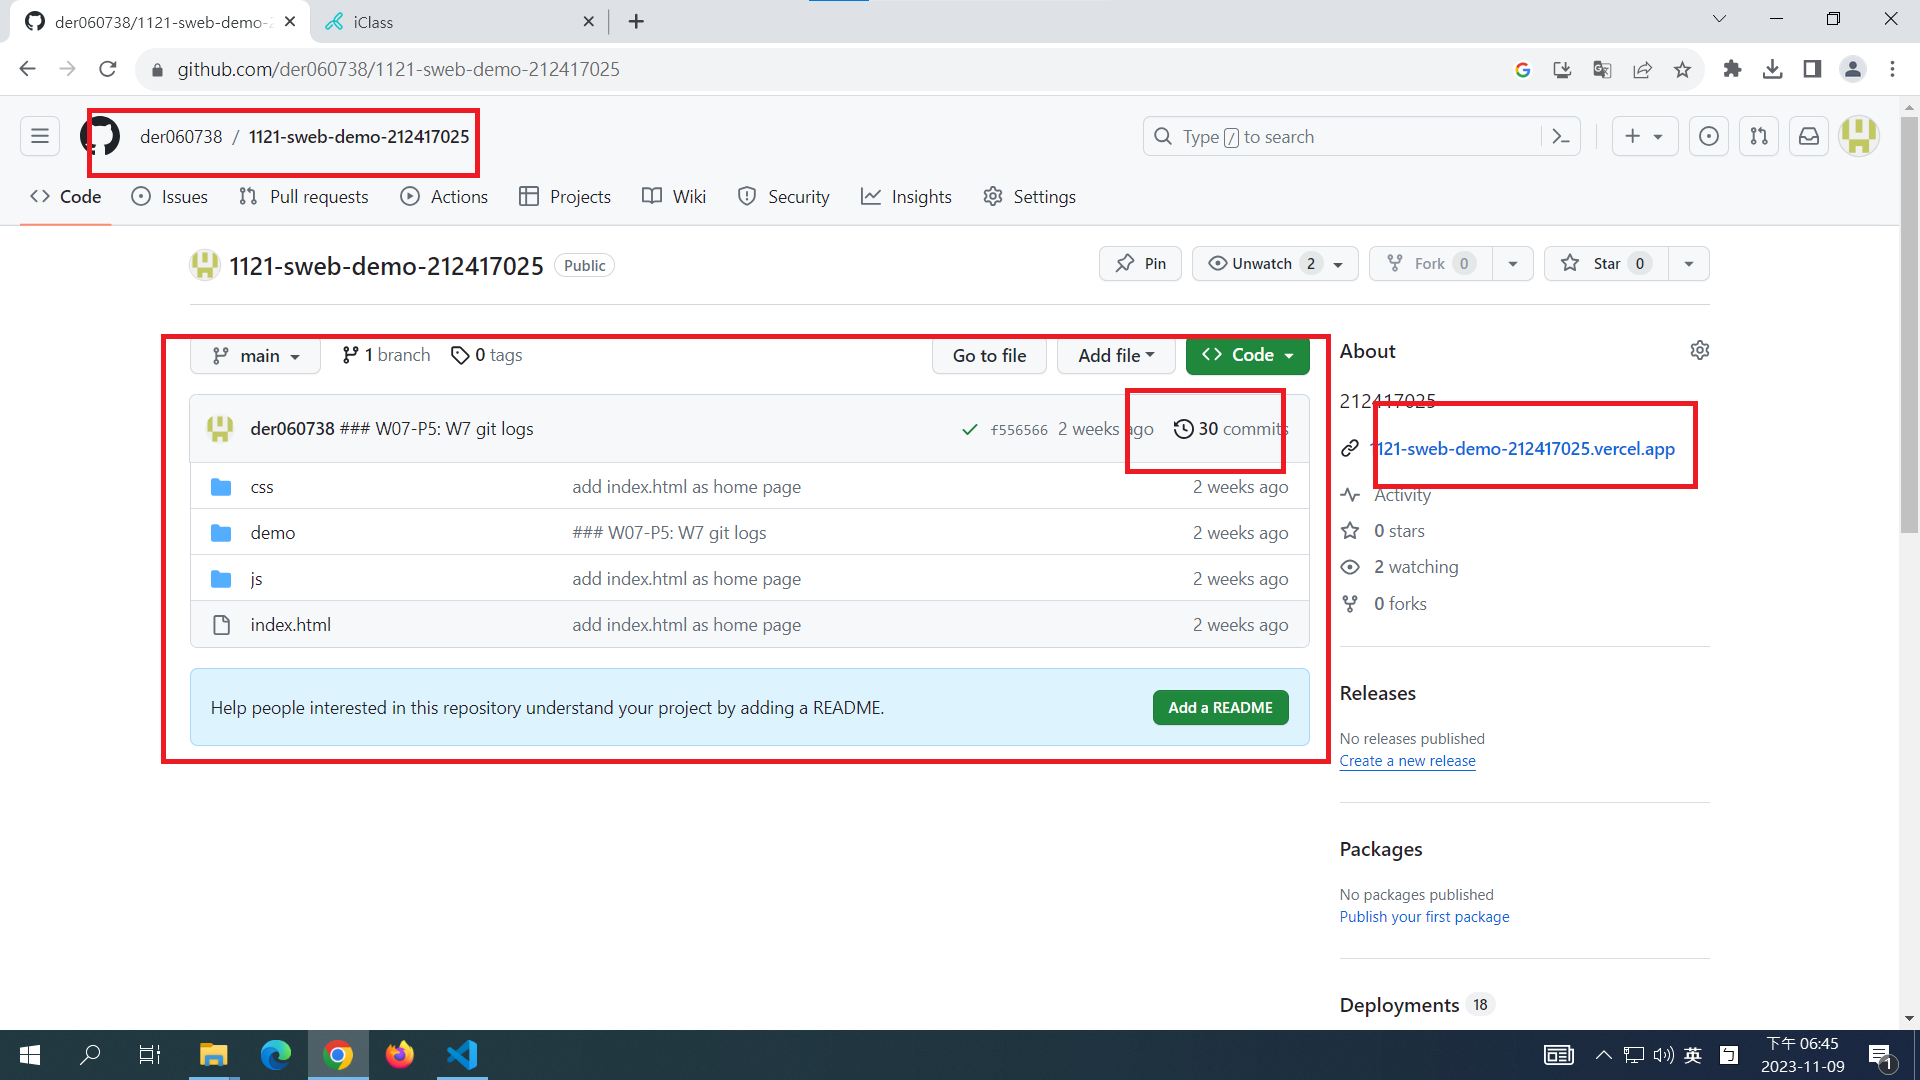 der060738/1121-sweb-demo-2
iClass
github.com/der060738/1121-sweb-demo-212417025
der060738 / 1121-sweb-demo-212417025
Type / to search
Code Issues Pull requests Actions Projects Wiki Security Insights Settings
1121-sweb-demo-212417025 Public
Pin Unwatch 2 Fork 0 Star 0
main 1 branch 0 tags Go to file Add file Code
der060738 ### W07-P5: W7 git logs f556566 2 weeks ago 30 commits
css add index.html as home page 2 weeks ago
demo ### W07-P5: W7 git logs 2 weeks ago
js add index.html as home page 2 weeks ago
index.html add index.html as home page 2 weeks ago
Help people interested in this repository understand your project by adding a README. Add a README
About
212417025
1121-sweb-demo-212417025.vercel.app
Activity
0 stars
2 watching
0 forks
Releases
No releases published
Create a new release
Packages
No packages published
Publish your first package
Deployments 18
英
下午 06:45
2023-11-09
1